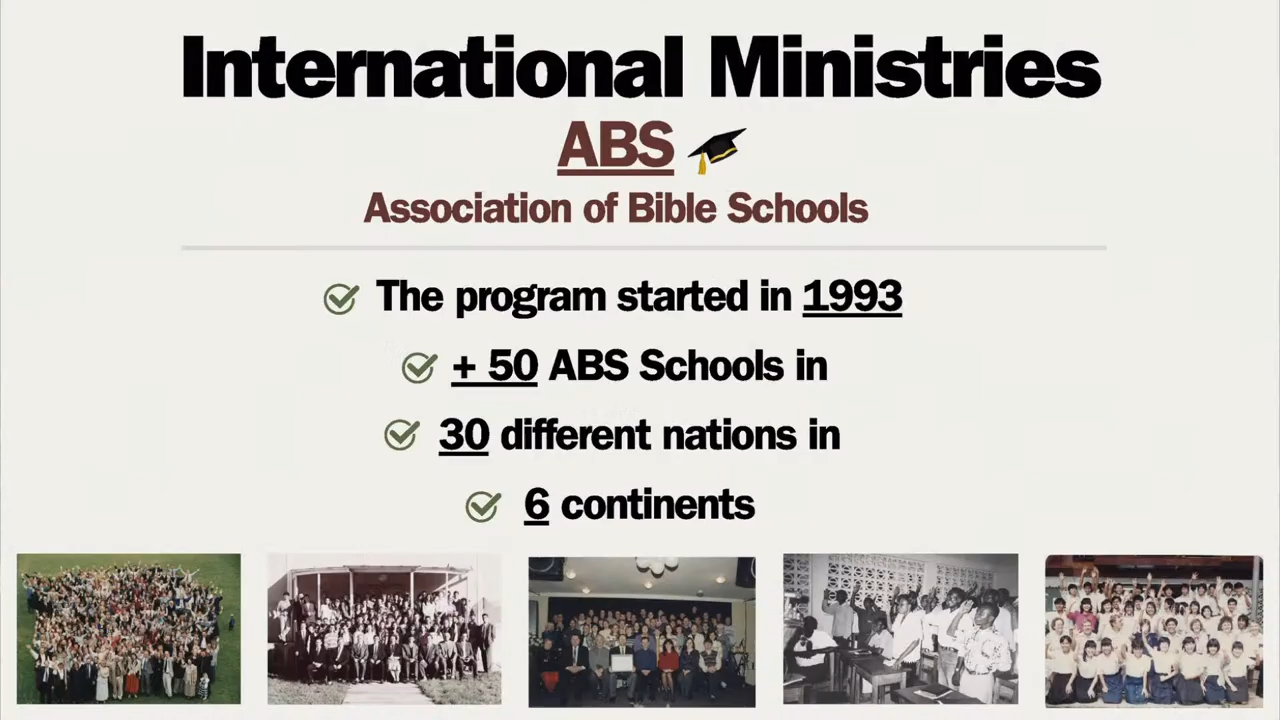 International Ministries
ABS
Association of Bible Schools
The program started in 1993
+ 50 ABS Schools in
30 different nations in
6 continents